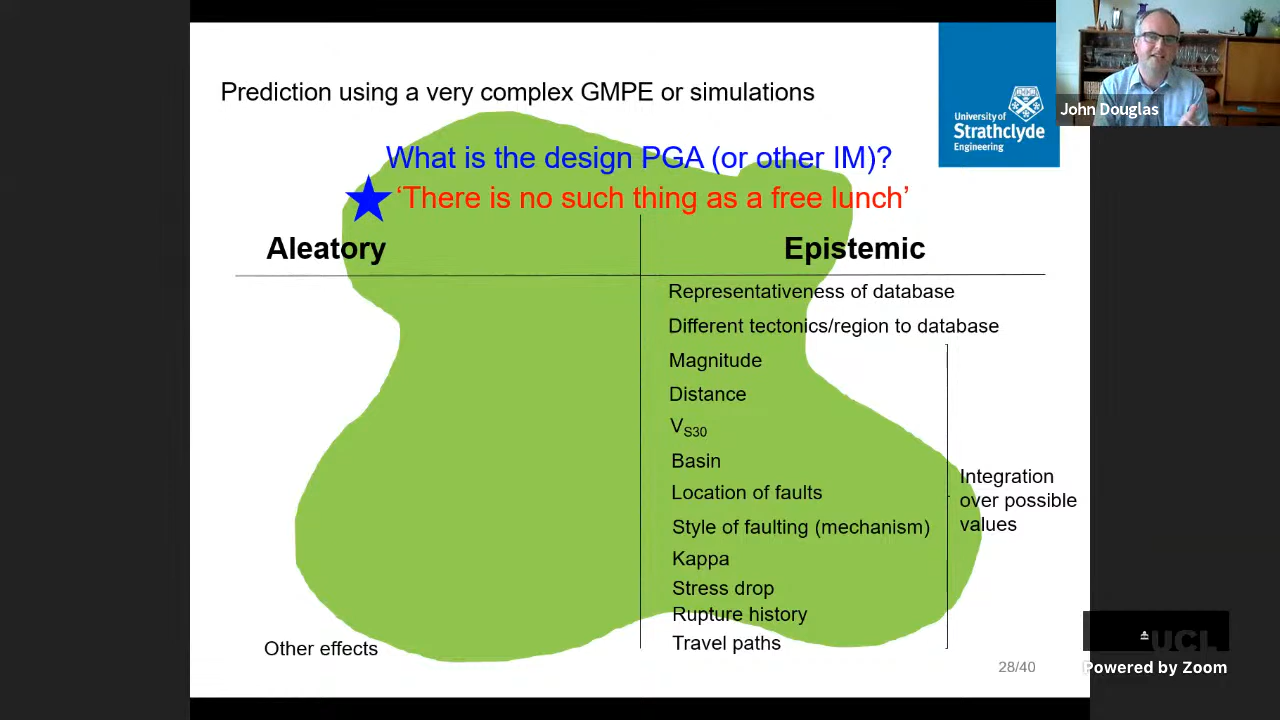 Prediction using a very complex GMPE or simulations
University of
Strathclyde
Engineering
John Douglas
What is the design PGA (or other IM)?
‘There is no such thing as a free lunch’
Aleatory
Epistemic
Representativeness of database
Different tectonics/region to database
Magnitude
Distance
VS30
Basin
Location of faults
Style of faulting (mechanism)
Kappa
Stress drop
Rupture history
Travel paths
Integration
over possible
values
Other effects
28/40
UCL
Powered by Zoom